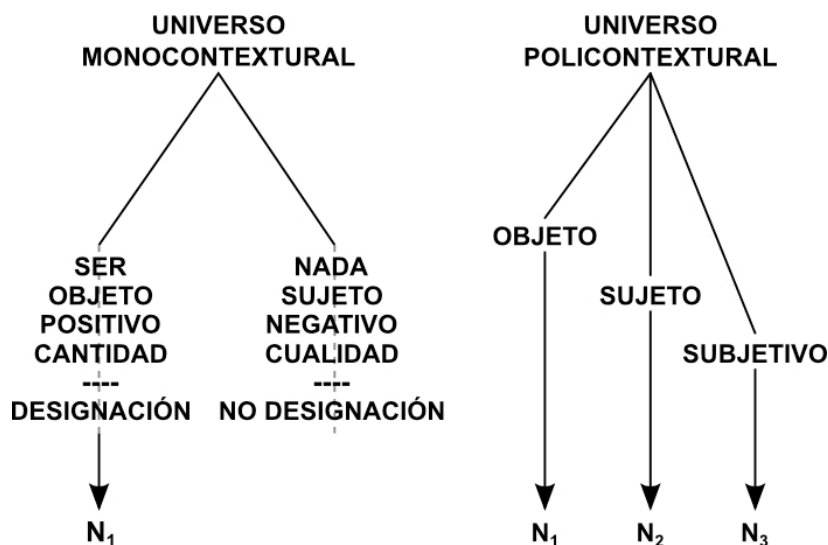 UNIVERSO
MONOCONTEXTURAL
SER
OBJETO
POSITIVO
CANTIDAD
----
DESIGNACIÓN
N₁
NADA
SUJETO
NEGATIVO
CUALIDAD
----
NO DESIGNACIÓN
UNIVERSO
POLICONTEXTURAL
OBJETO
SUJETO
SUBJETIVO
N₁ N₂ N₃